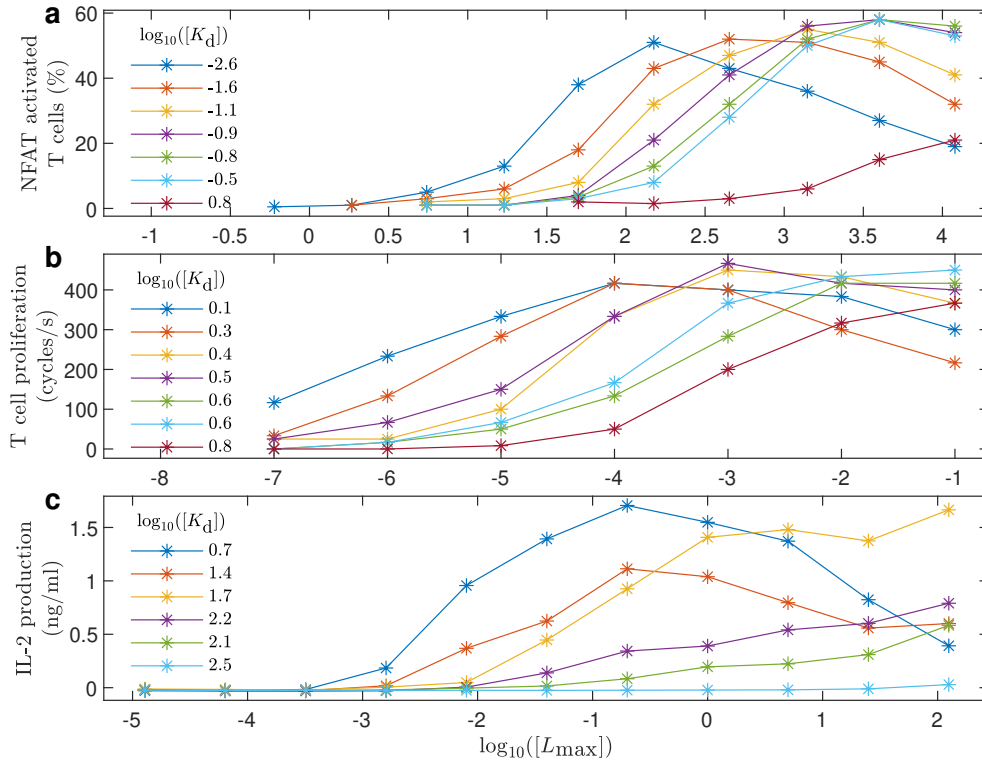 a
NFAT activated
T cells (%)
60
40
20
0
log10([Kd])
-2.6
-1.6
-1.1
-0.9
-0.8
-0.5
0.8
-1 -0.5 0 0.5 1 1.5 2 2.5 3 3.5 4
b
T cell proliferation
(cycles/s)
400
300
200
100
0
log10([Kd])
0.1
0.3
0.4
0.5
0.6
0.6
0.8
-8 -7 -6 -5 -4 -3 -2 -1
c
IL-2 production
(ng/ml)
1.5
1
0.5
0
log10([Kd])
0.7
1.4
1.7
2.2
2.1
2.5
-5 -4 -3 -2 -1 0 1 2
log10([Lmax])